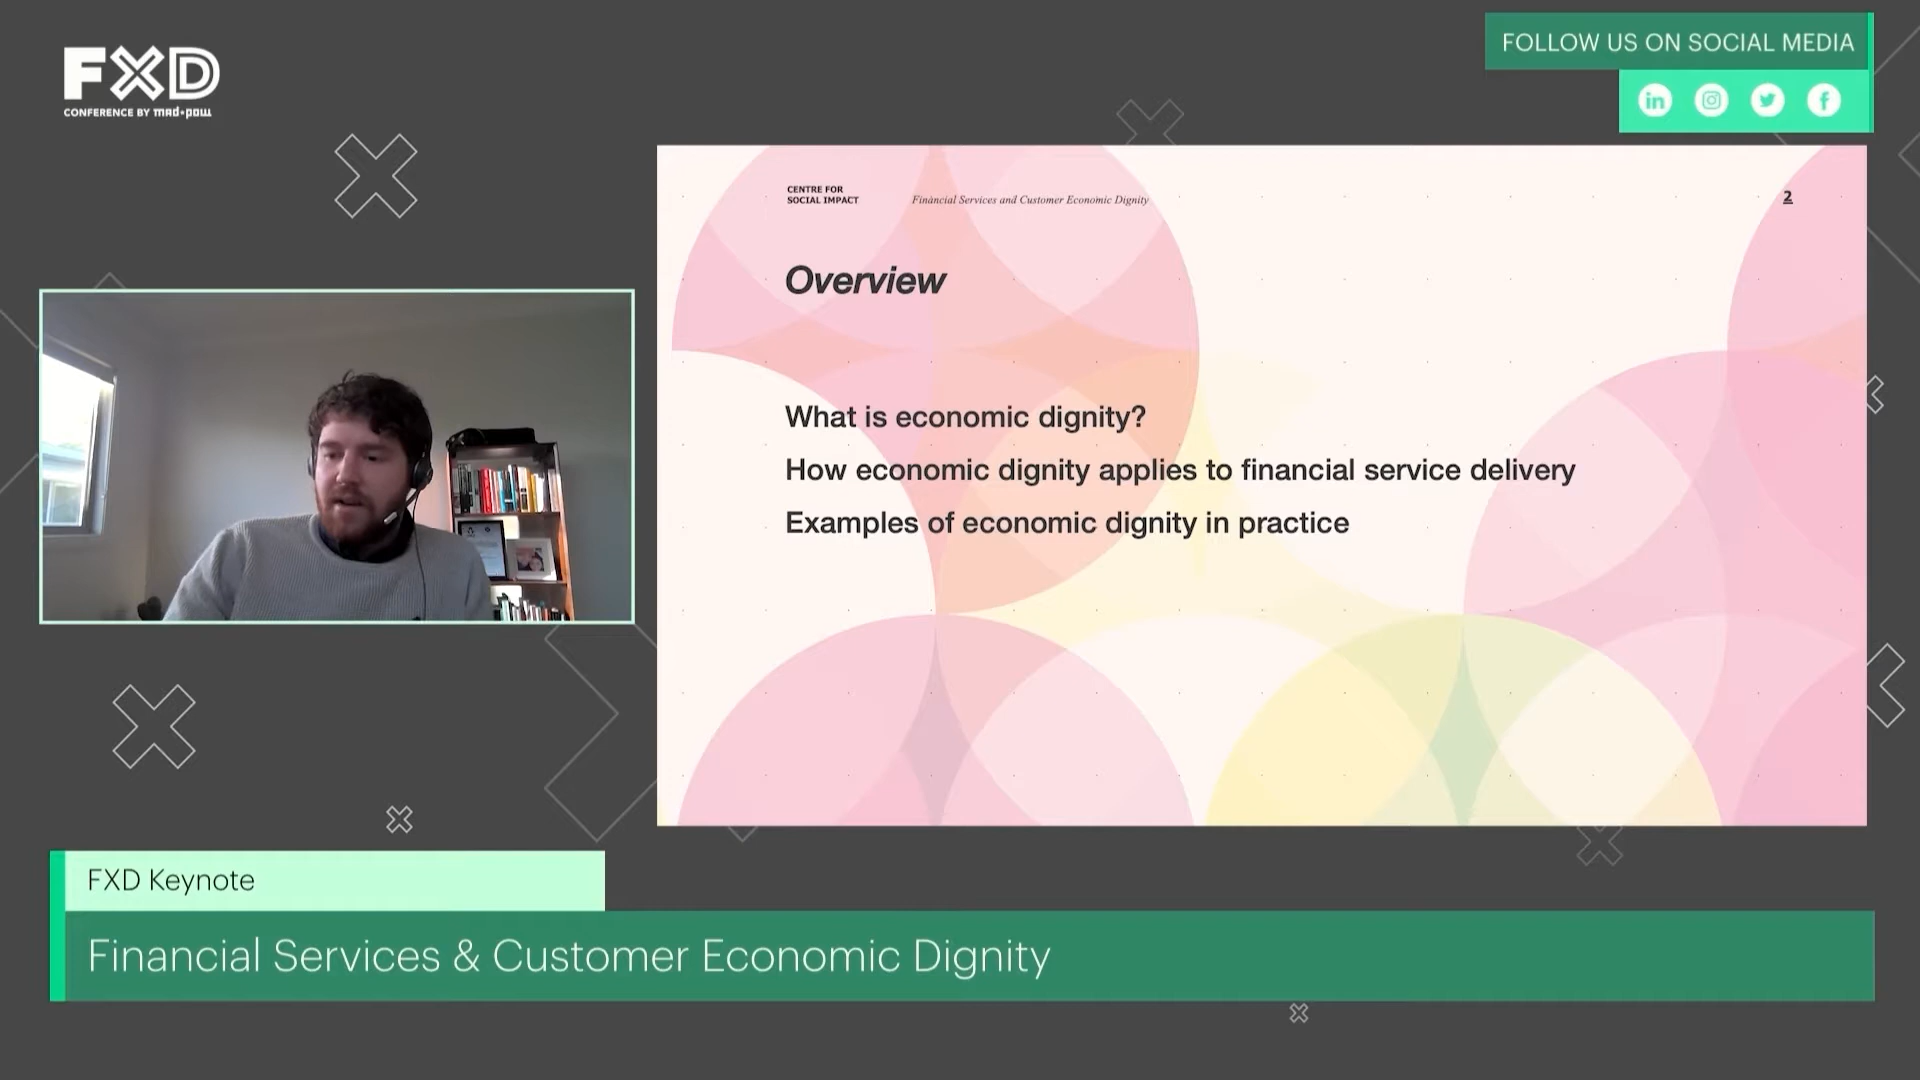 FXD
CONFERENCE BY mad*pow
FOLLOW US ON SOCIAL MEDIA
in
f
CENTRE FOR
SOCIAL IMPACT
Financial Services and Customer Economic Dignity
2
Overview
What is economic dignity?
How economic dignity applies to financial service delivery
Examples of economic dignity in practice
FXD Keynote
Financial Services & Customer Economic Dignity